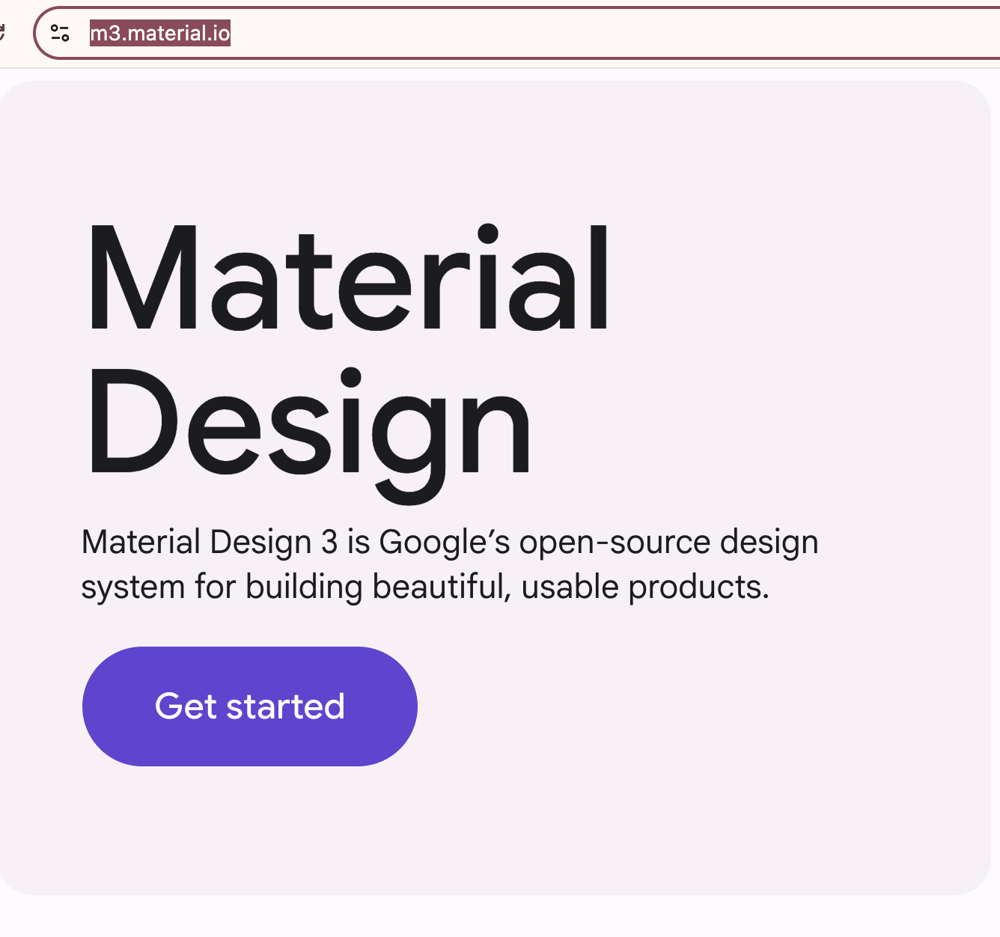 m3.material.io
Material
Design
Material Design 3 is Google’s open-source design
system for building beautiful, usable products.
Get started